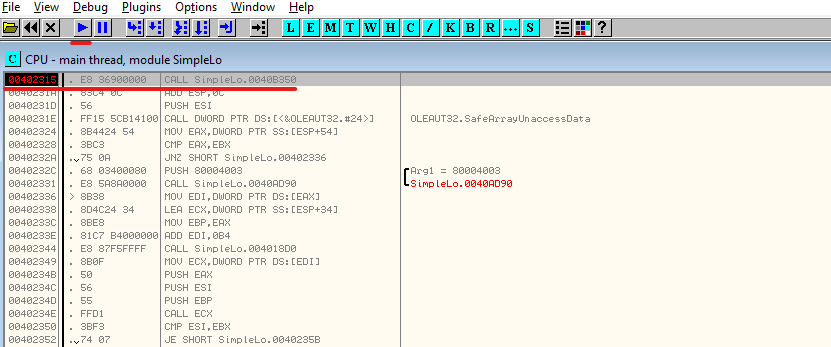 File View Debug Plugins Options Window Help
L E M T W H C / K B R ... S ?
C CPU - main thread, module SimpleLo
00402315 . E8 36900000 CALL SimpleLo.0040B350
0040231A . 83C4 0C ADD ESP,0C
0040231D . 56 PUSH ESI
0040231E . FF15 5CB14100 CALL DWORD PTR DS:[<&OLEAUT32.#24>] OLEAUT32.SafeArrayUnaccessData
00402324 . 8B4424 54 MOV EAX,DWORD PTR SS:[ESP+54]
00402328 . 3BC3 CMP EAX,EBX
0040232A .. 75 0A JNZ SHORT SimpleLo.00402336
0040232C . 68 03400080 PUSH 80004003 Arg1 = 80004003
00402331 . E8 5A8A0000 CALL SimpleLo.0040AD90 SimpleLo.0040AD90
00402336 > 8B38 MOV EDI,DWORD PTR DS:[EAX]
00402338 . 8D4C24 34 LEA ECX,DWORD PTR SS:[ESP+34]
0040233C . 8BE8 MOV EBP,EAX
0040233E . 81C7 B4000000 ADD EDI,0B4
00402344 . E8 87F5FFFF CALL SimpleLo.004018D0
00402349 . 8B0F MOV ECX,DWORD PTR DS:[EDI]
0040234B . 50 PUSH EAX
0040234C . 56 PUSH ESI
0040234D . 55 PUSH EBP
0040234E . FFD1 CALL ECX
00402350 . 3BF3 CMP ESI,EBX
00402352 .. 74 07 JE SHORT SimpleLo.0040235B